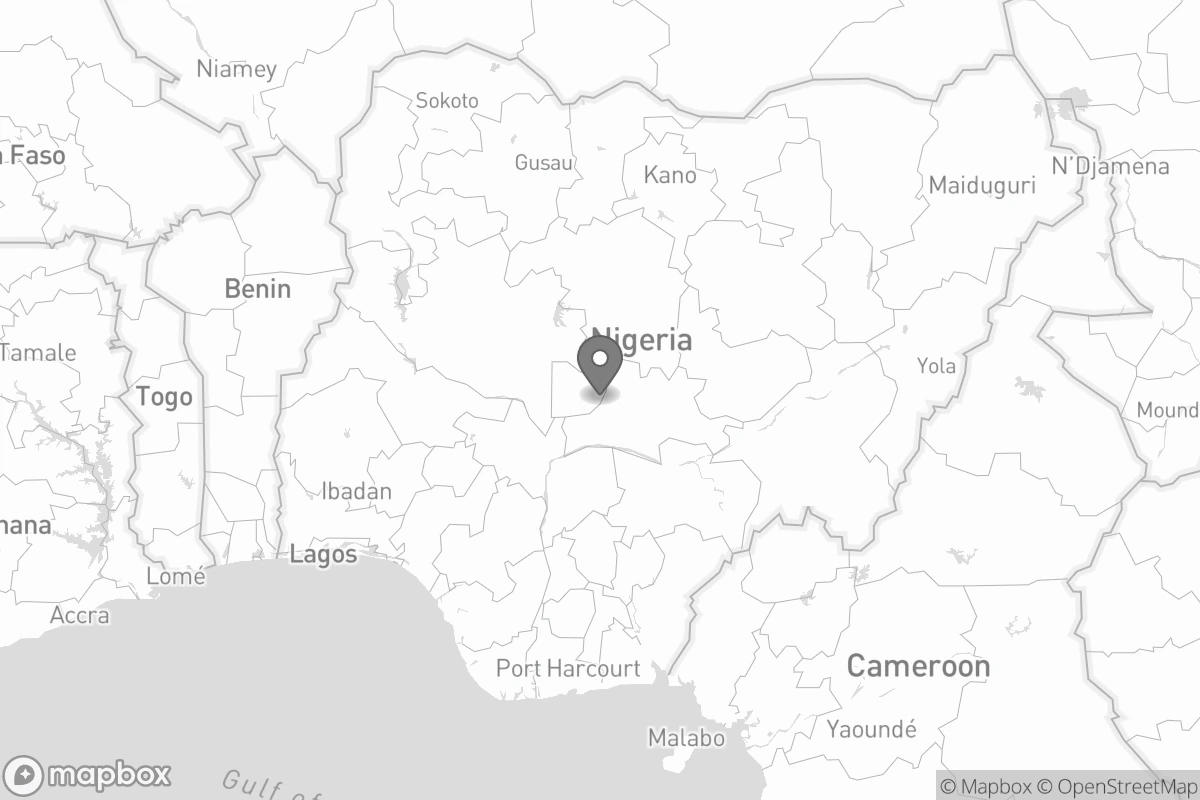 Niamey
Sokoto
Faso
Gusau
Kano
N'Djamena
Maiduguri
Benin
Nigeria
Tamale
Togo
Yola
Mound
Ibadan
hana
Lagos
Lomé
Accra
Port Harcourt
Cameroon
Yaoundé
Malabo
mapbox
Gulf of
© Mapbox © OpenStreetMap